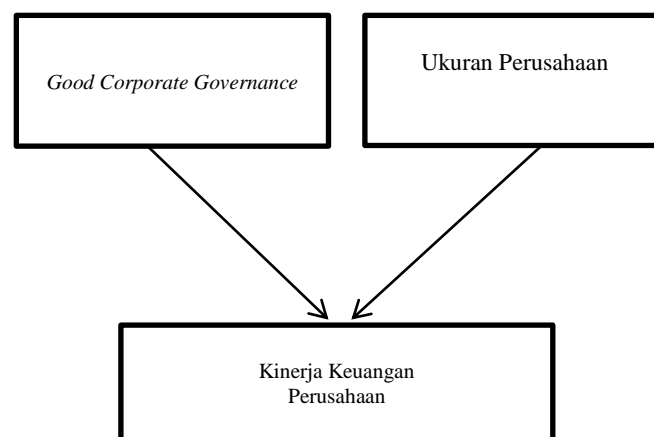 Good Corporate Governance
Ukuran Perusahaan
Kinerja Keuangan
Perusahaan